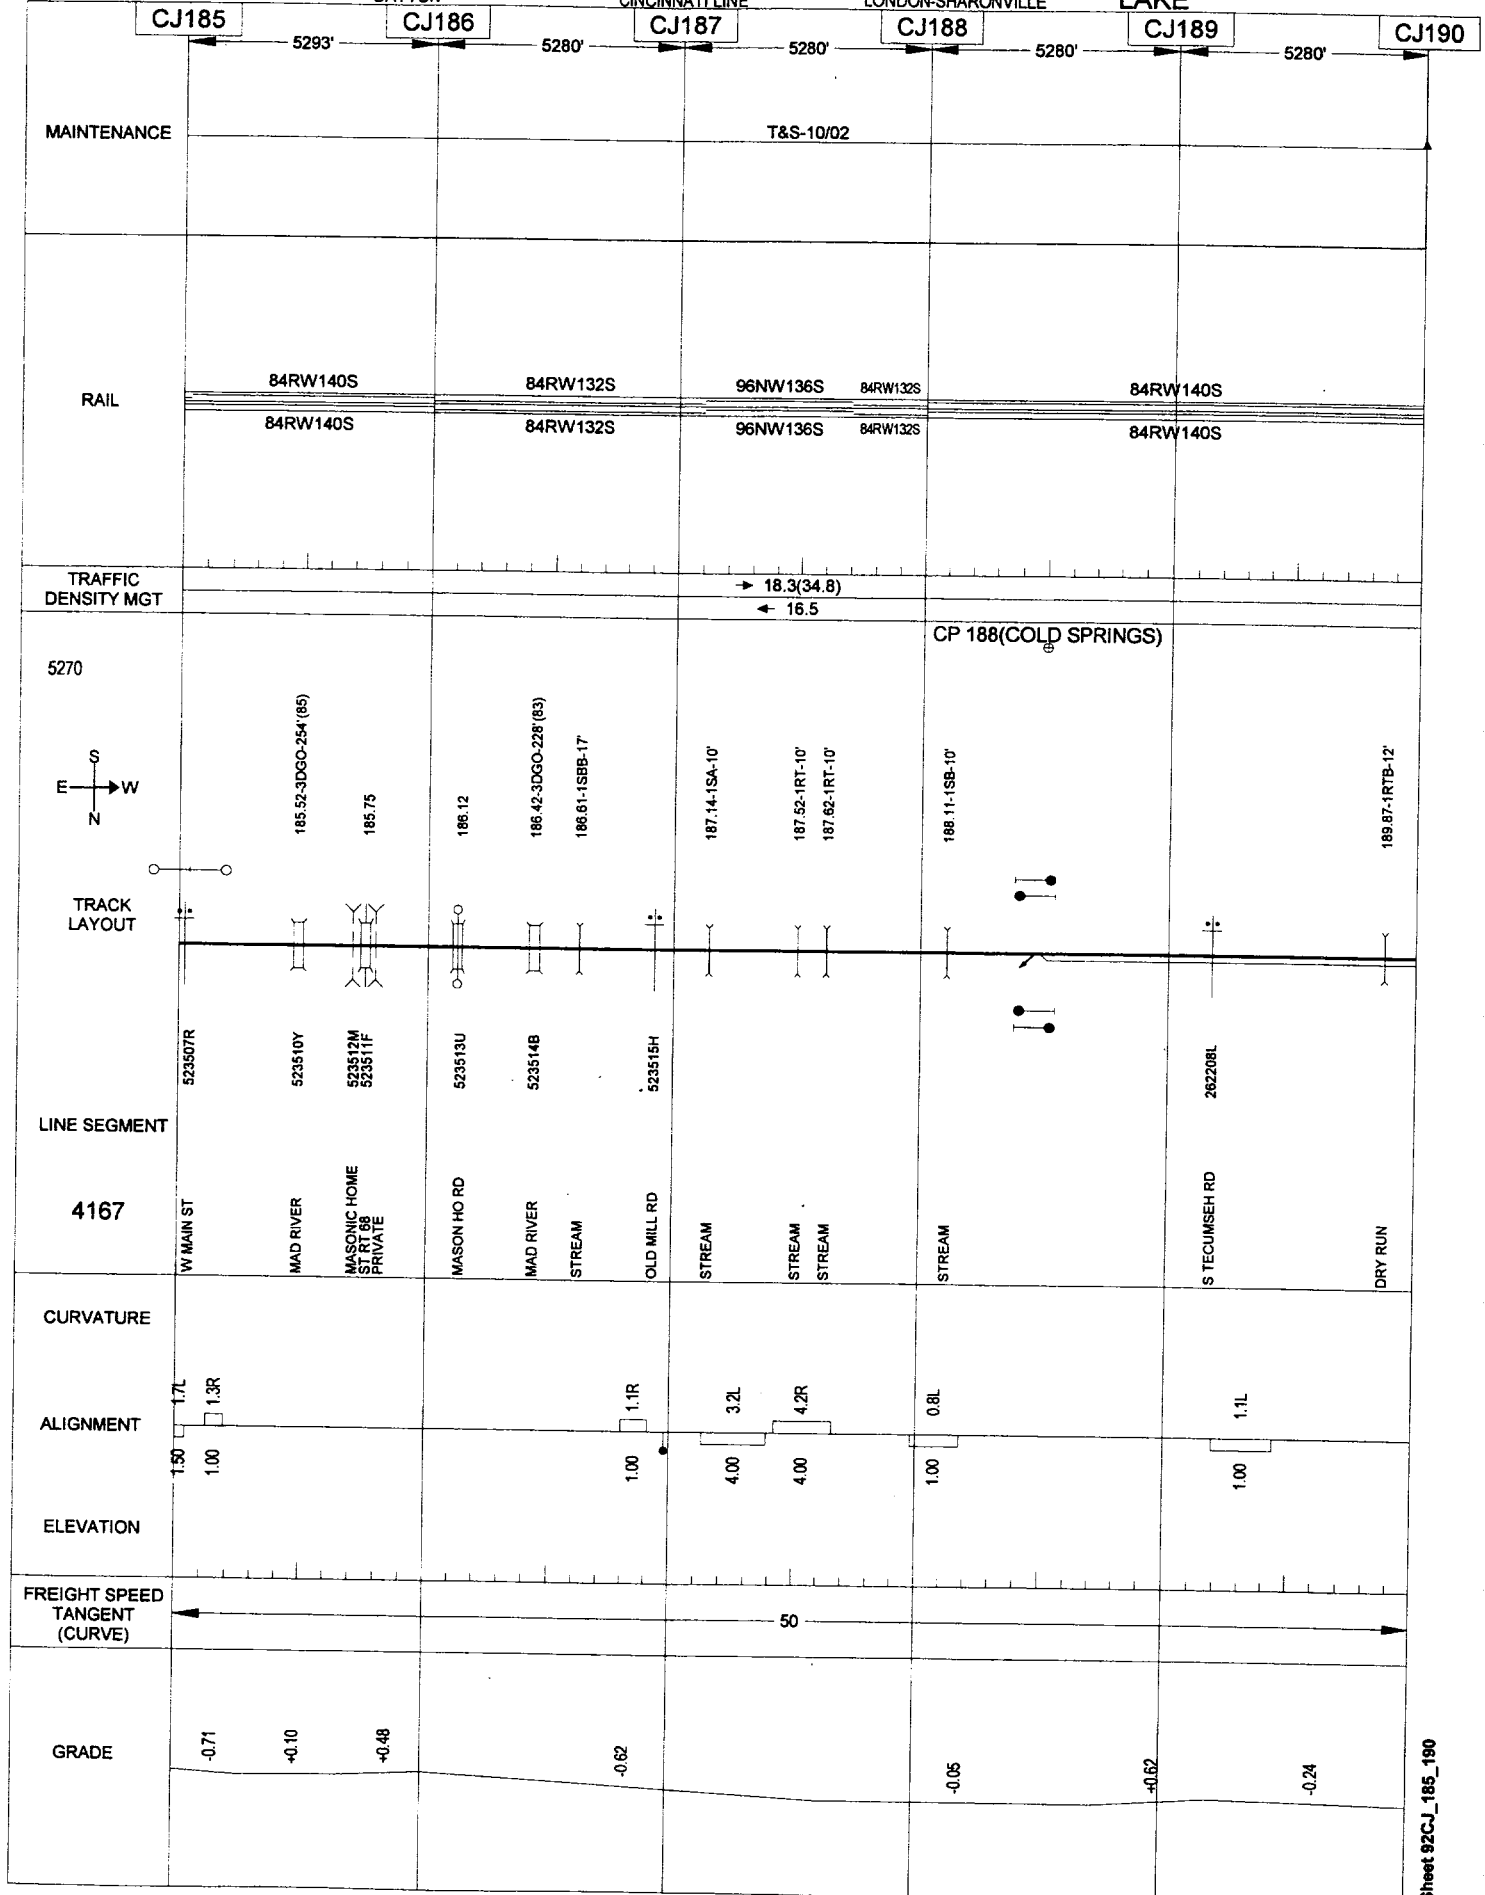 CINCINNATI LINE
LONDON-SHARONVILLE
LAKE
CJ185
CJ186
CJ187
CJ188
CJ189
CJ190
5293'
5280'
5280'
5280'
5280'
MAINTENANCE
T&S-10/02
RAIL
84RW140S
84RW132S
96NW136S
84RW132S
84RW140S
84RW140S
84RW132S
96NW136S
84RW132S
84RW140S
TRAFFIC
DENSITY MGT
18.3(34.8)
16.5
CP 188(COLD SPRINGS)
5270
S
E
W
N
185.52-3DGO-254'(85)
185.75
186.12
186.42-3DGO-228'(83)
186.61-1SBB-17'
187.14-1SA-10'
187.52-1RT-10'
187.62-1RT-10'
188.11-1SB-10'
189.87-1RTB-12'
TRACK
LAYOUT
523507R
523510Y
523512M
523511F
523513U
523514B
523515H
262208L
LINE SEGMENT
4167
W MAIN ST
MAD RIVER
MASONIC HOME
ST RT 68
PRIVATE
MASON HO RD
MAD RIVER
STREAM
OLD MILL RD
STREAM
STREAM
STREAM
STREAM
S TECUMSEH RD
DRY RUN
CURVATURE
1.7L
1.3R
1.1R
3.2L
4.2R
0.8L
1.1L
ALIGNMENT
1.50
1.00
1.00
4.00
4.00
1.00
1.00
ELEVATION
FREIGHT SPEED
TANGENT
(CURVE)
50
GRADE
-0.71
+0.10
+0.48
-0.62
-0.05
+0.62
-0.24
Sheet 92CJ_185_190